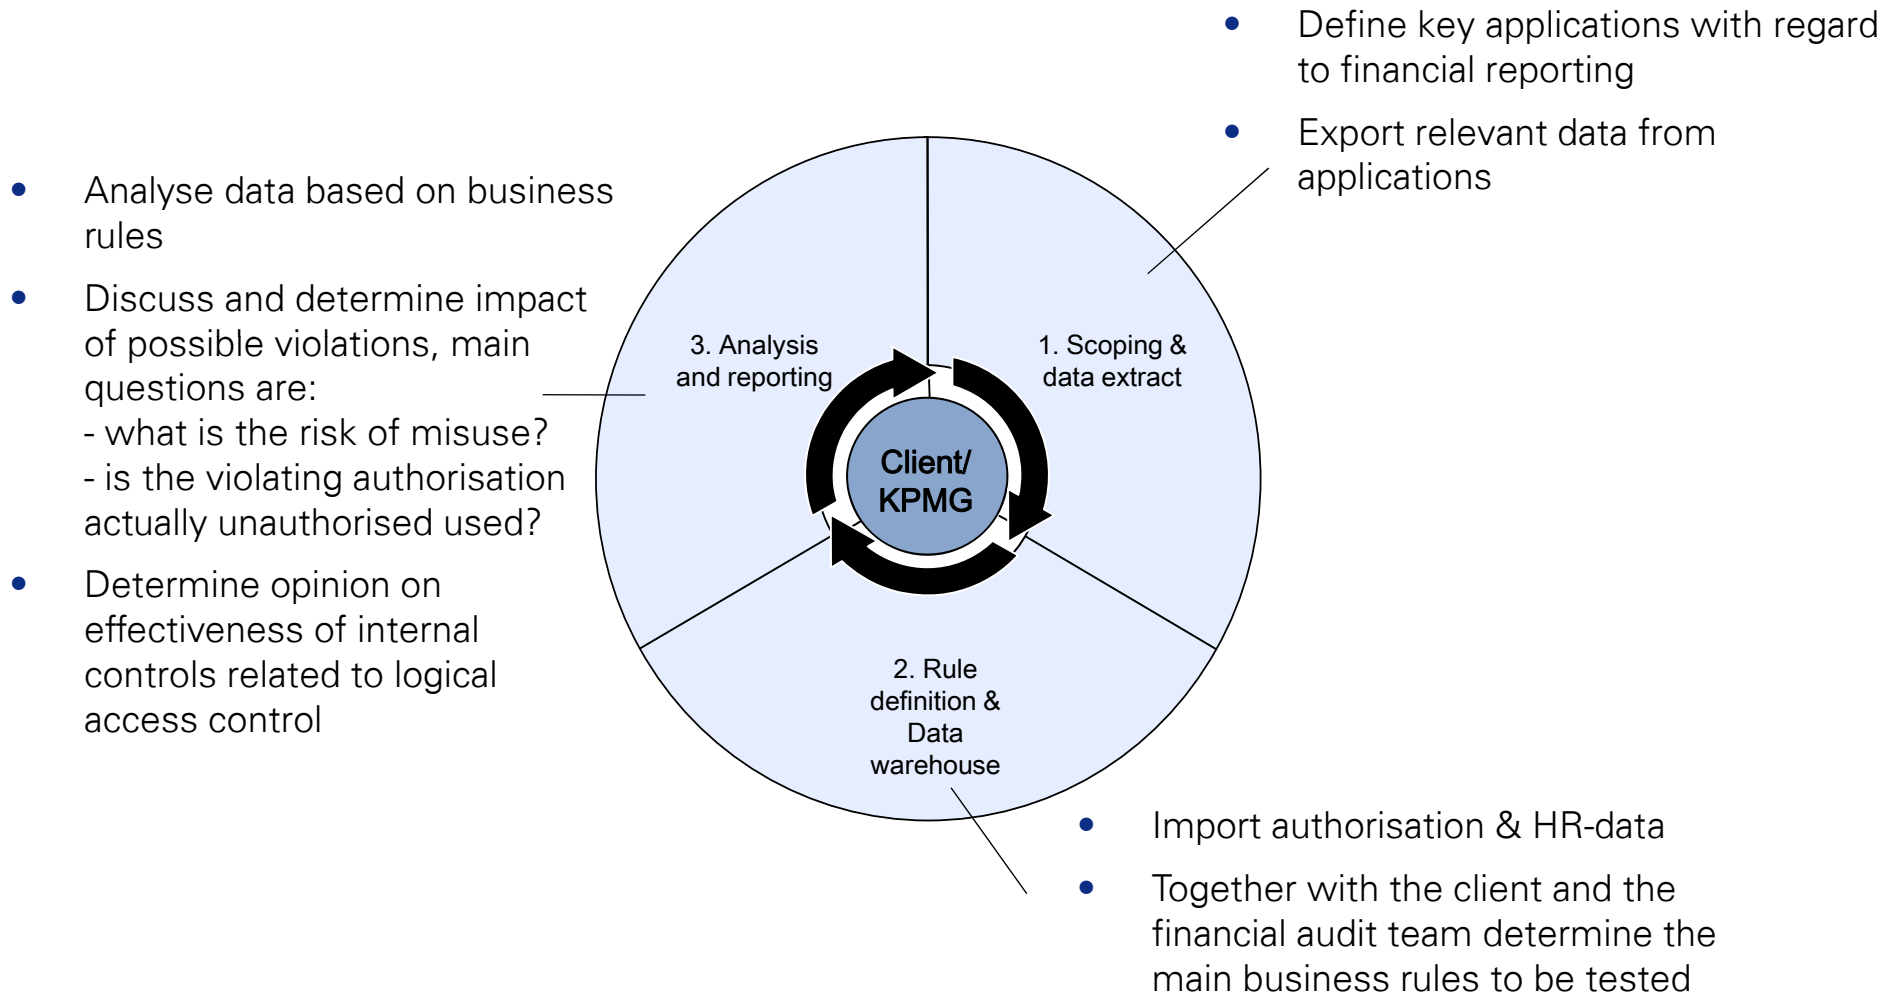 • Define key applications with regard
to financial reporting
• Export relevant data from
applications
• Analyse data based on business
rules
• Discuss and determine impact
of possible violations, main
questions are:
- what is the risk of misuse?
- is the violating authorisation
actually unauthorised used?
• Determine opinion on
effectiveness of internal
controls related to logical
access control
3. Analysis
and reporting
1. Scoping &
data extract
Client/
KPMG
2. Rule
definition &
Data
warehouse
• Import authorisation & HR-data
• Together with the client and the
financial audit team determine the
main business rules to be tested